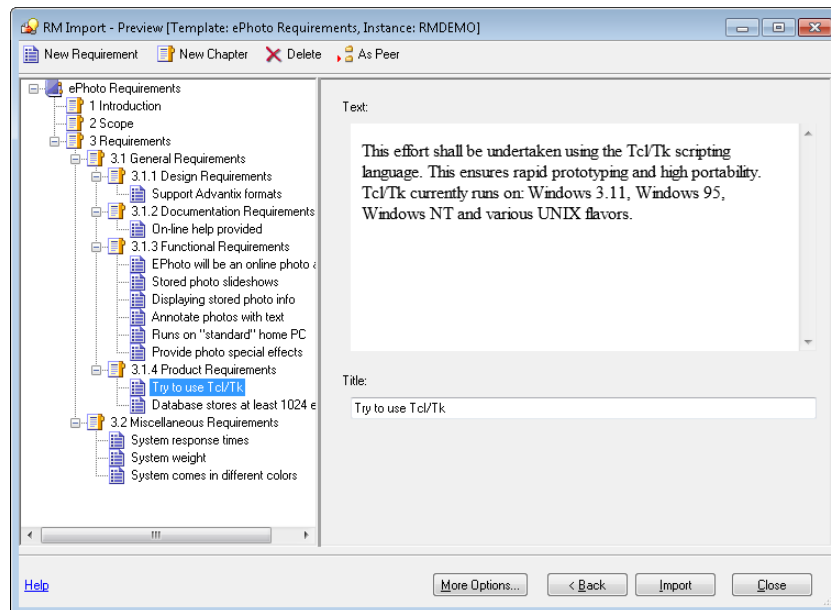 RM Import - Preview [Template: ePhoto Requirements, Instance: RMDEMO]
New Requirement New Chapter Delete As Peer
ePhoto Requirements
1 Introduction
2 Scope
3 Requirements
3.1 General Requirements
3.1.1 Design Requirements
Support Advantix formats
3.1.2 Documentation Requirements
On-line help provided
3.1.3 Functional Requirements
EPhoto will be an online photo
Stored photo slideshows
Displaying stored photo info
Annotate photos with text
Runs on "standard" home PC
Provide photo special effects
3.1.4 Product Requirements
Try to use Tcl/Tk
Database stores at least 1024 e
3.2 Miscellaneous Requirements
System response times
System weight
System comes in different colors
Text:
This effort shall be undertaken using the Tcl/Tk scripting
language. This ensures rapid prototyping and high portability.
Tcl/Tk currently runs on: Windows 3.11, Windows 95,
Windows NT and various UNIX flavors.
Title:
Try to use Tcl/Tk
Help
More Options... < Back Import Close